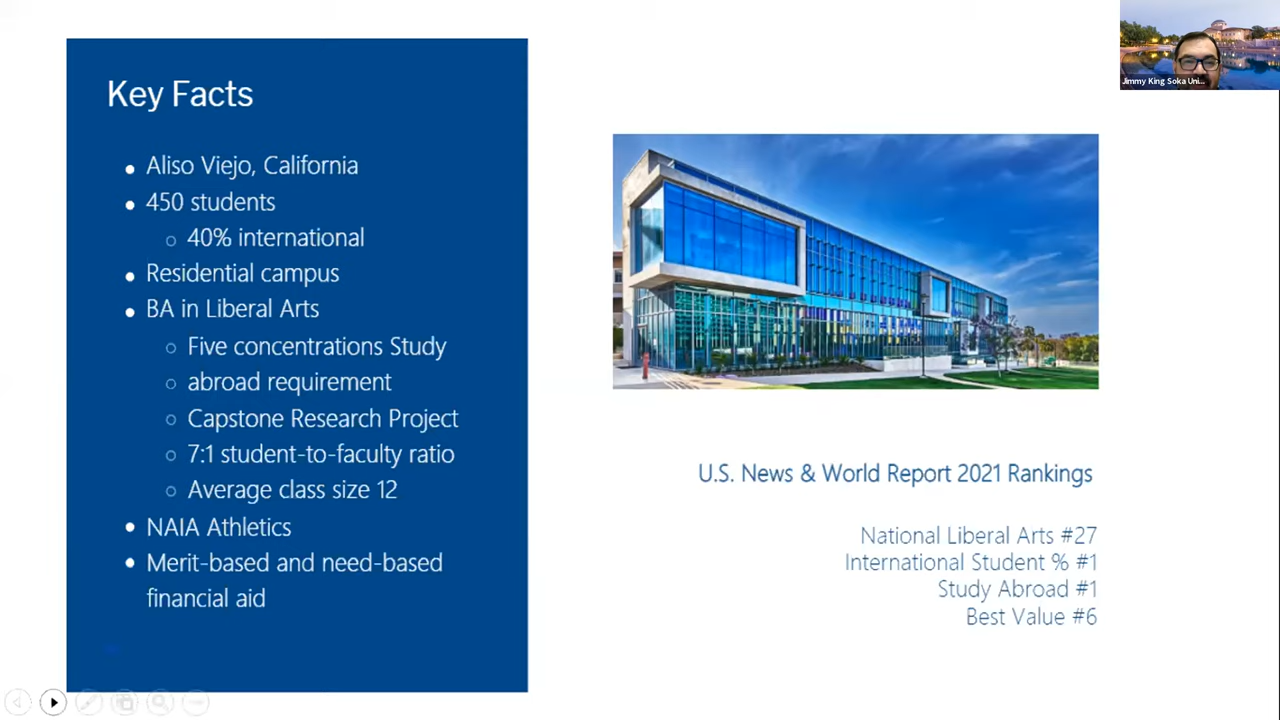 Key Facts
Aliso Viejo, California
450 students
40% international
Residential campus
BA in Liberal Arts
Five concentrations Study
abroad requirement
Capstone Research Project
7:1 student-to-faculty ratio
Average class size 12
NAIA Athletics
Merit-based and need-based
financial aid
Jimmy King Soka Uni...
U.S. News & World Report 2021 Rankings
National Liberal Arts #27
International Student % #1
Study Abroad #1
Best Value #6